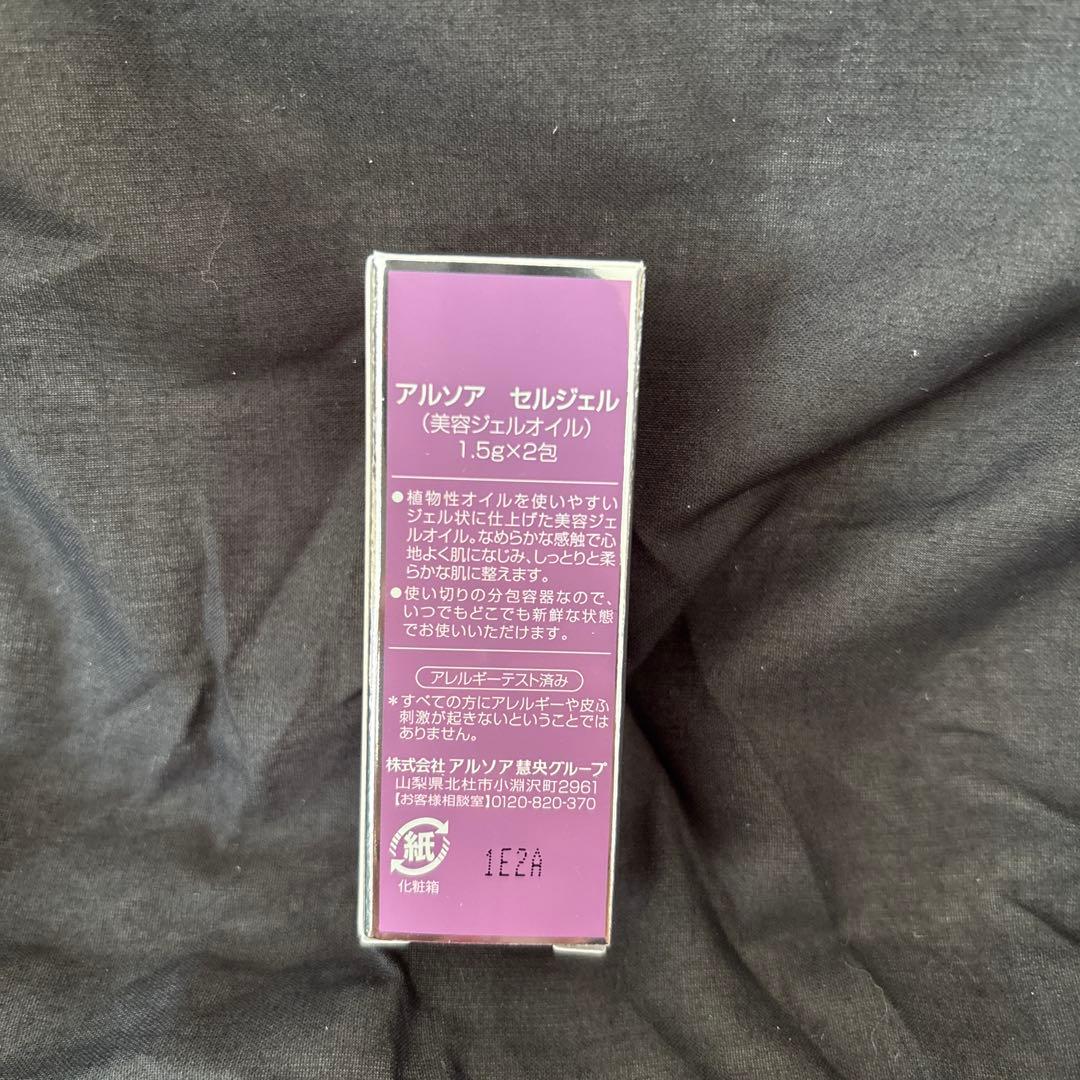 アルソア　セルジェル
（美容ジェルオイル）
1.5g×2包
●植物性オイルを使いやすい
ジェル状に仕上げた美容ジェ
ルオイル。なめらかな感触で心
地よく肌になじみ、しっとりと柔
らかな肌に整えます。
●使い切りの分包容器なので、
いつでもどこでも新鮮な状態
でお使いいただけます。
アレルギーテスト済み
＊すべての方にアレルギーや皮ふ
刺激が起きないということでは
ありません。
株式会社 アルソア慧央グループ
山梨県北杜市小淵沢町2961
【お客様相談室】0120-820-370
紙
化粧箱
1E2A